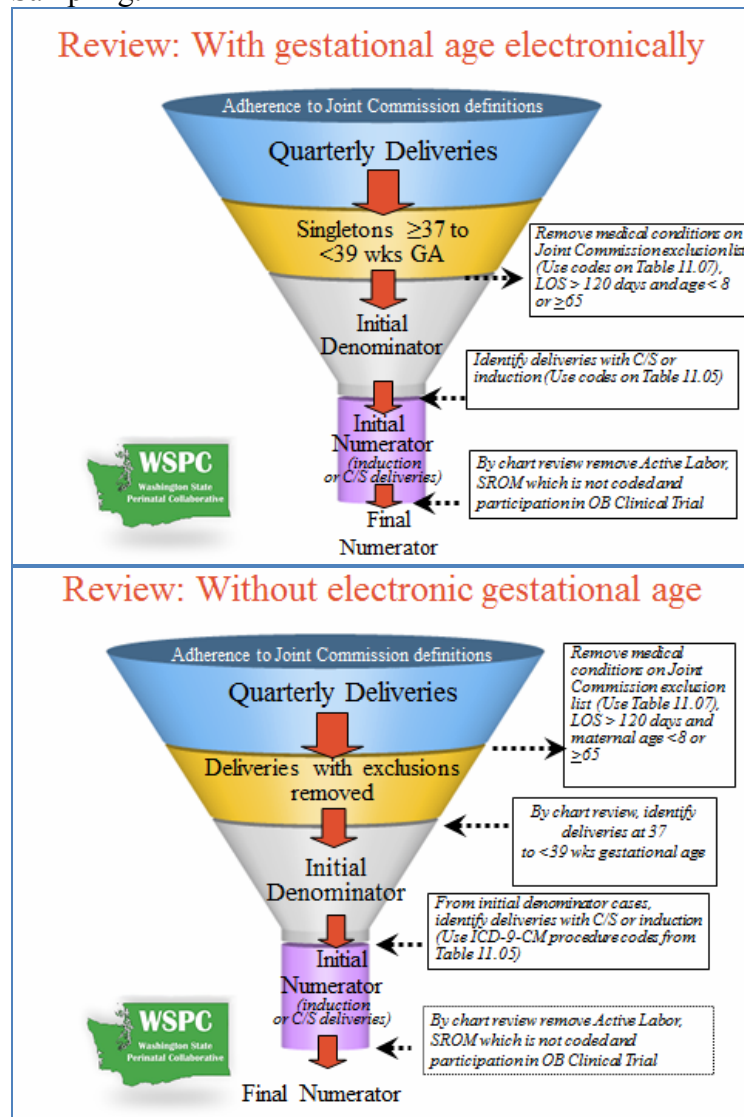 Review: With gestational age electronically
Adherence to Joint Commission definitions
Quarterly Deliveries
Singletons ≥37 to
<39 wks GA
Remove medical conditions on
Joint Commission exclusion list
(Use codes on Table 11.07),
LOS > 120 days and age < 8
or ≥65
Initial
Denominator
Identify deliveries with C/S or
induction (Use codes on Table 11.05)
Initial
Numerator
(induction
or C/S deliveries)
By chart review remove Active Labor,
SROM which is not coded and
participation in OB Clinical Trial
WSPC
Washington State
Perinatal Collaborative
Final
Numerator
Review: Without electronic gestational age
Adherence to Joint Commission definitions
Quarterly Deliveries
Remove medical
conditions on Joint
Commission exclusion
list (Use Table 11.07),
LOS > 120 days and
maternal age <8 or
≥65
Deliveries with exclusions
removed
By chart review, identify
deliveries at 37
to <39 wks gestational age
Initial
Denominator
From initial denominator cases,
identify deliveries with C/S or induction
(Use ICD-9-CM procedure codes from
Table 11.05)
Initial
Numerator
(induction
or C/S deliveries)
By chart review remove Active Labor,
SROM which is not coded and
participation in OB Clinical Trial
WSPC
Washington State
Perinatal Collaborative
Final Numerator